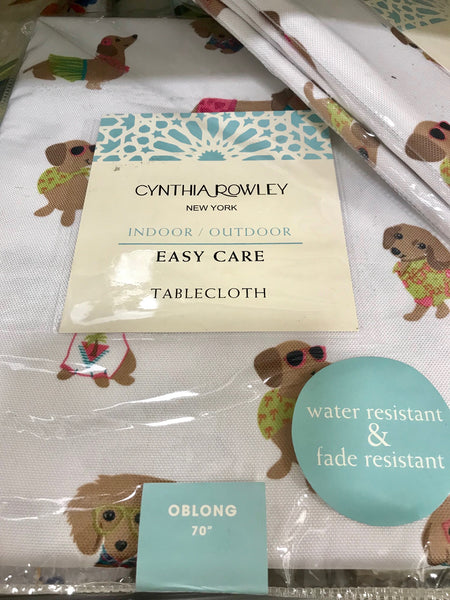 CYNTHIA ROWLEY
NEW YORK
INDOOR / OUTDOOR
EASY CARE
TABLECLOTH
water resistant
&
fade resistant
OBLONG
70"